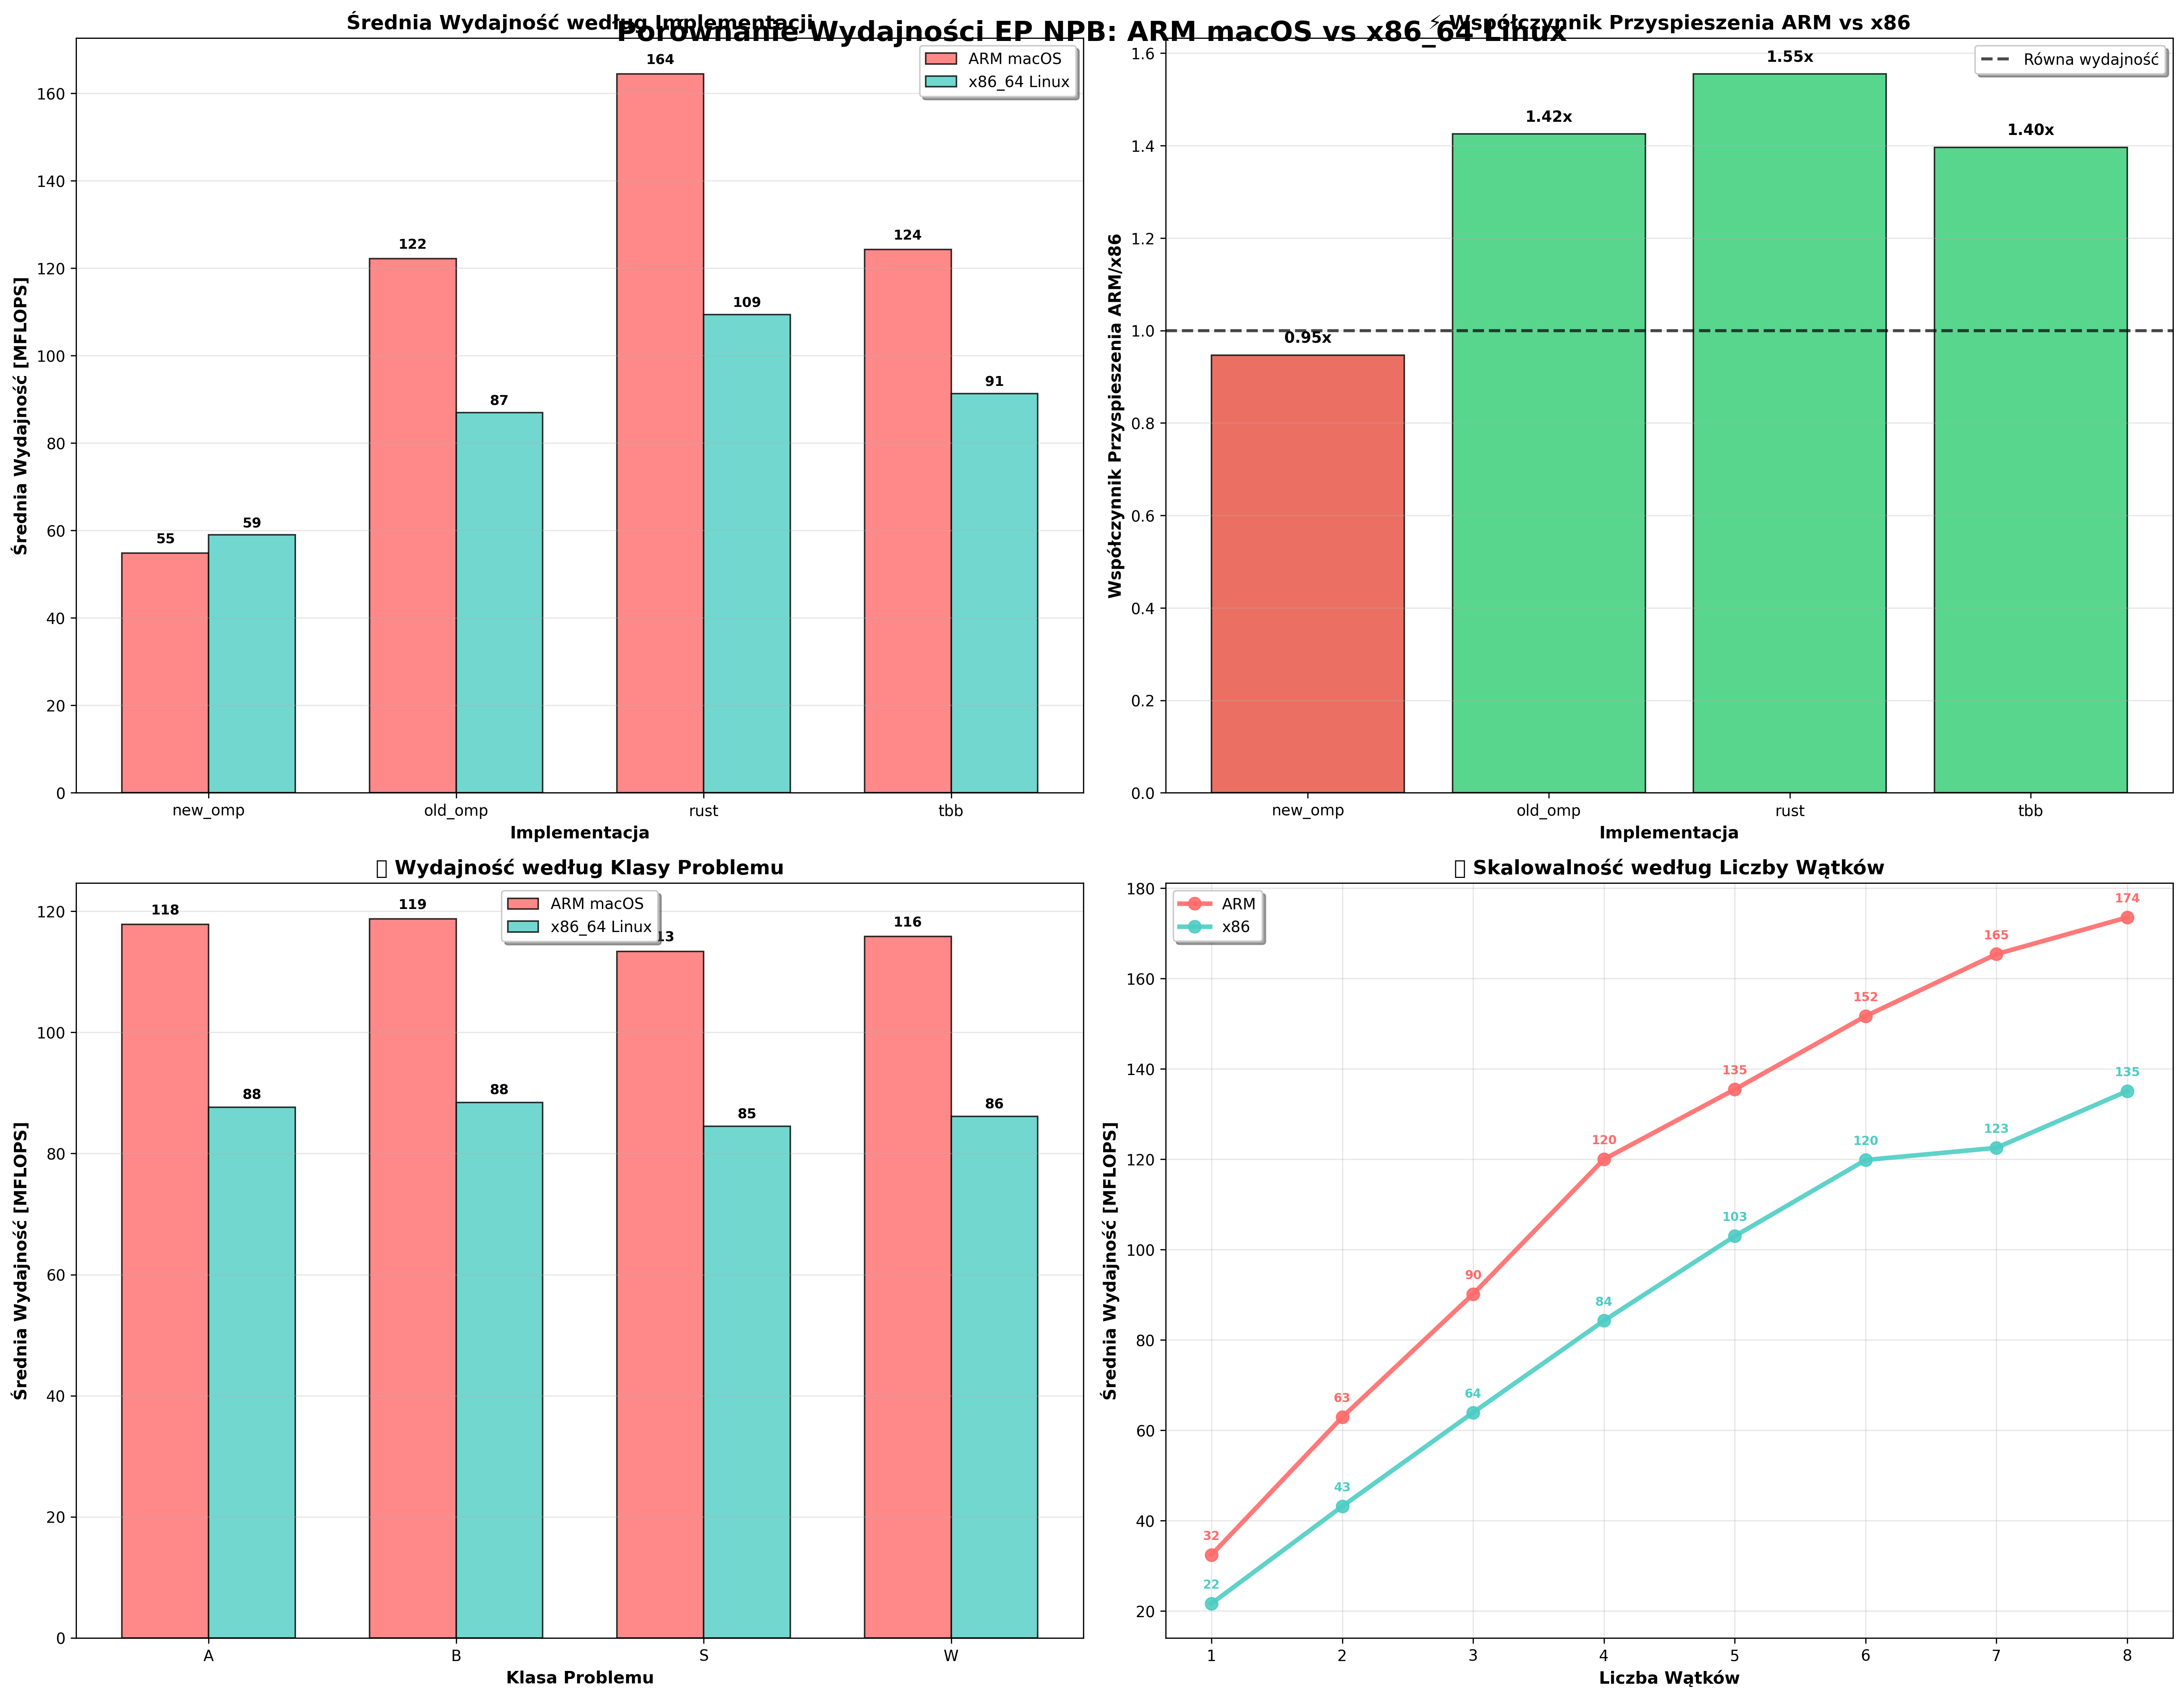 Porównanie Wydajności EP NPB: ARM macOS vs x86_64 Linux
Średnia Wydajność według Implementacji
ARM macOS
x86_64 Linux
Średnia Wydajność [MFLOPS]
160
140
120
100
80
60
40
20
0
55
59
122
87
164
109
124
91
new_omp
old_omp
rust
tbb
Implementacja
⚡ Współczynnik Przyspieszenia ARM vs x86
Równa wydajność
Współczynnik Przyspieszenia ARM/x86
1.6
1.4
1.2
1.0
0.8
0.6
0.4
0.2
0.0
0.95x
1.42x
1.55x
1.40x
new_omp
old_omp
rust
tbb
Implementacja
Wydajność według Klasy Problemu
ARM macOS
x86_64 Linux
Średnia Wydajność [MFLOPS]
120
100
80
60
40
20
0
118
88
119
88
13
85
116
86
A
B
S
W
Klasa Problemu
Skalowalność według Liczby Wątków
ARM
x86
Średnia Wydajność [MFLOPS]
180
160
140
120
100
80
60
40
20
32
63
90
120
135
152
165
174
22
43
64
84
103
120
123
135
1
2
3
4
5
6
7
8
Liczba Wątków